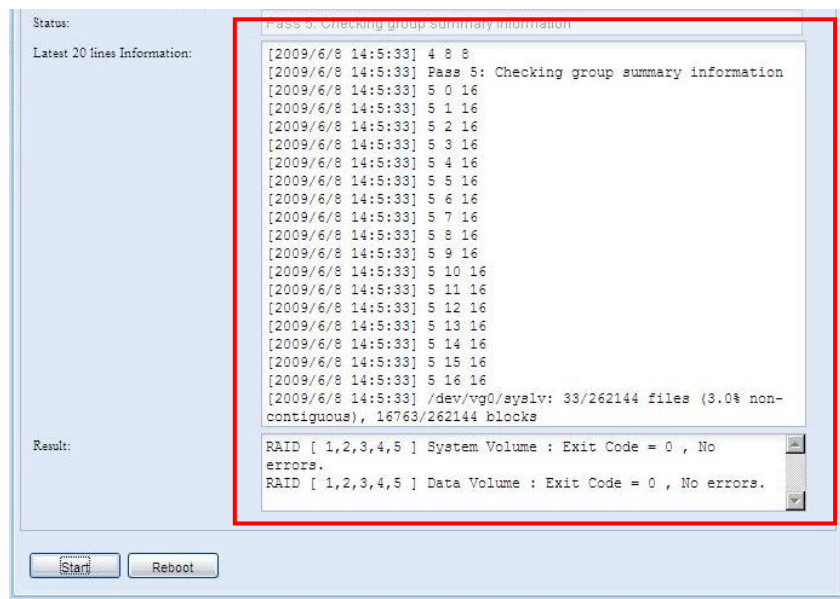 Status:
Pass 5: Checking group summary information
Latest 20 lines Information:
[2009/6/8 14:5:33] 4 8 8
[2009/6/8 14:5:33] Pass 5: Checking group summary information
[2009/6/8 14:5:33] 5 0 16
[2009/6/8 14:5:33] 5 1 16
[2009/6/8 14:5:33] 5 2 16
[2009/6/8 14:5:33] 5 3 16
[2009/6/8 14:5:33] 5 4 16
[2009/6/8 14:5:33] 5 5 16
[2009/6/8 14:5:33] 5 6 16
[2009/6/8 14:5:33] 5 7 16
[2009/6/8 14:5:33] 5 8 16
[2009/6/8 14:5:33] 5 9 16
[2009/6/8 14:5:33] 5 10 16
[2009/6/8 14:5:33] 5 11 16
[2009/6/8 14:5:33] 5 12 16
[2009/6/8 14:5:33] 5 13 16
[2009/6/8 14:5:33] 5 14 16
[2009/6/8 14:5:33] 5 15 16
[2009/6/8 14:5:33] 5 16 16
[2009/6/8 14:5:33] /dev/vg0/syslv: 33/262144 files (3.0% non-
contiguous), 16763/262144 blocks
Result:
RAID [ 1,2,3,4,5 ] System Volume : Exit Code = 0 , No
errors.
RAID [ 1,2,3,4,5 ] Data Volume : Exit Code = 0 , No errors.
Start
Reboot